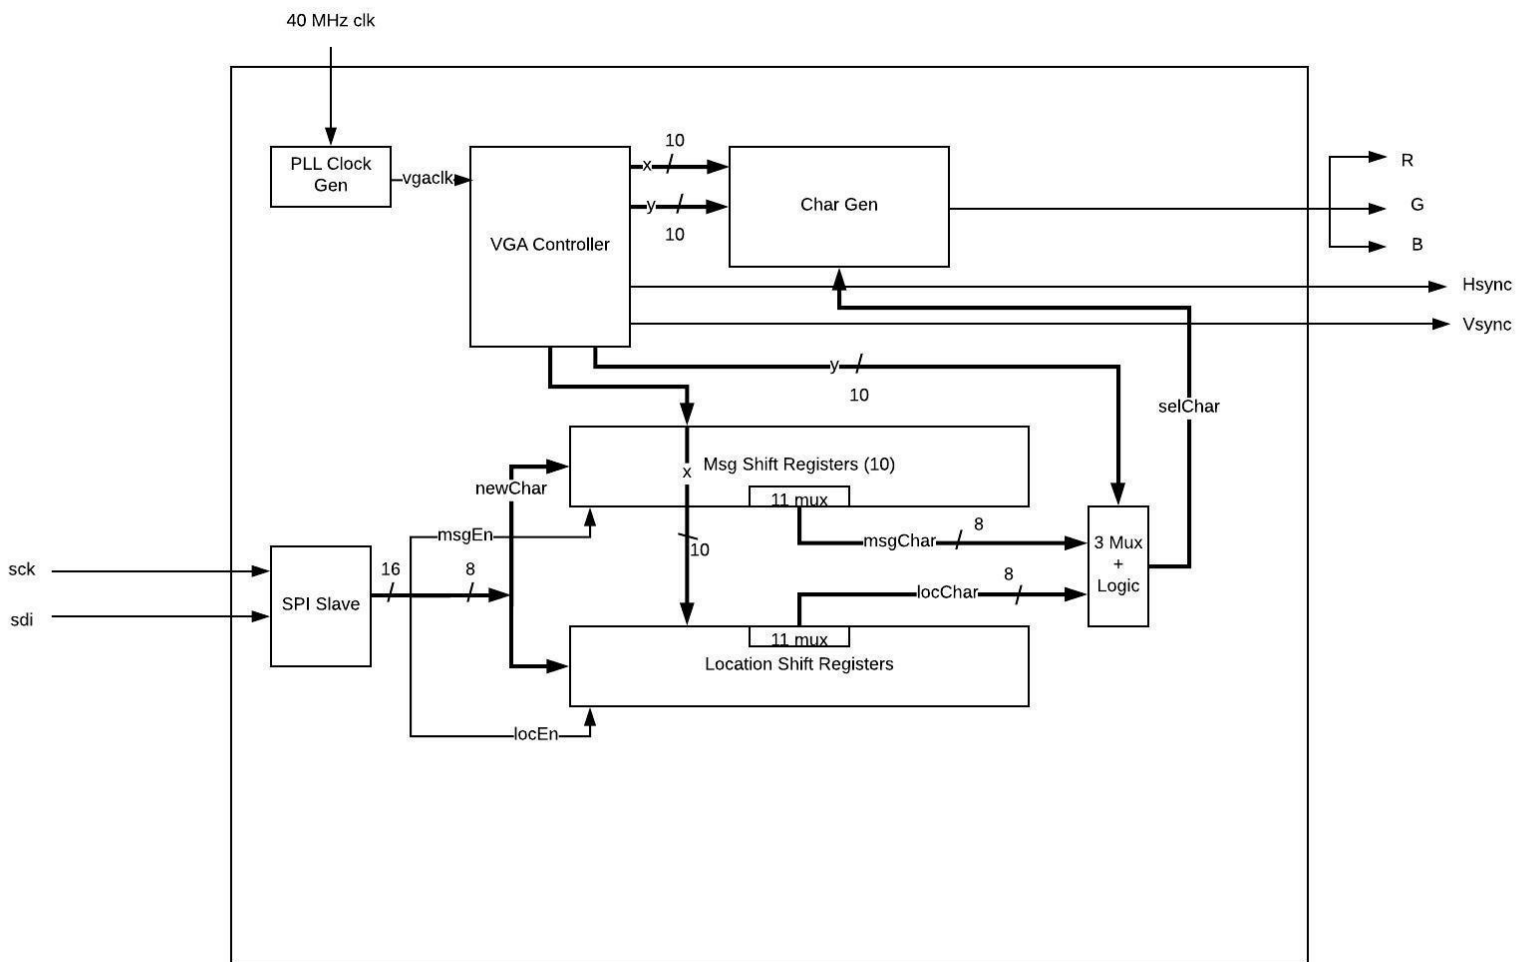 40 MHz clk
PLL Clock
Gen
vgaclk
VGA Controller
x
10
y
10
Char Gen
R
G
B
Hsync
Vsync
y
10
selChar
Msg Shift Registers (10)
x
11 mux
newChar
msgEn
10
msgChar
8
3 Mux
+
Logic
sck
sdi
SPI Slave
16
8
locChar
8
11 mux
Location Shift Registers
locEn